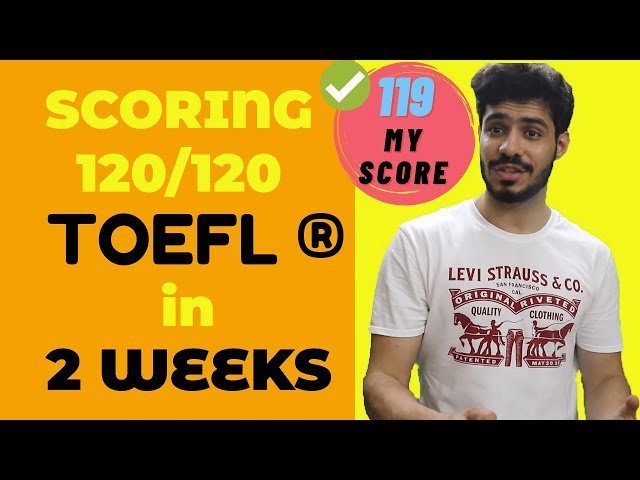 SCORING
120/120
TOEFL ®
in
2 WEEKS
119
MY
SCORE
LEVI STRAUSS & CO.
SAN FRANCISCO
CAL.
ORIGINAL RIVETED
QUALITY CLOTHING
PATENTED MAY 20